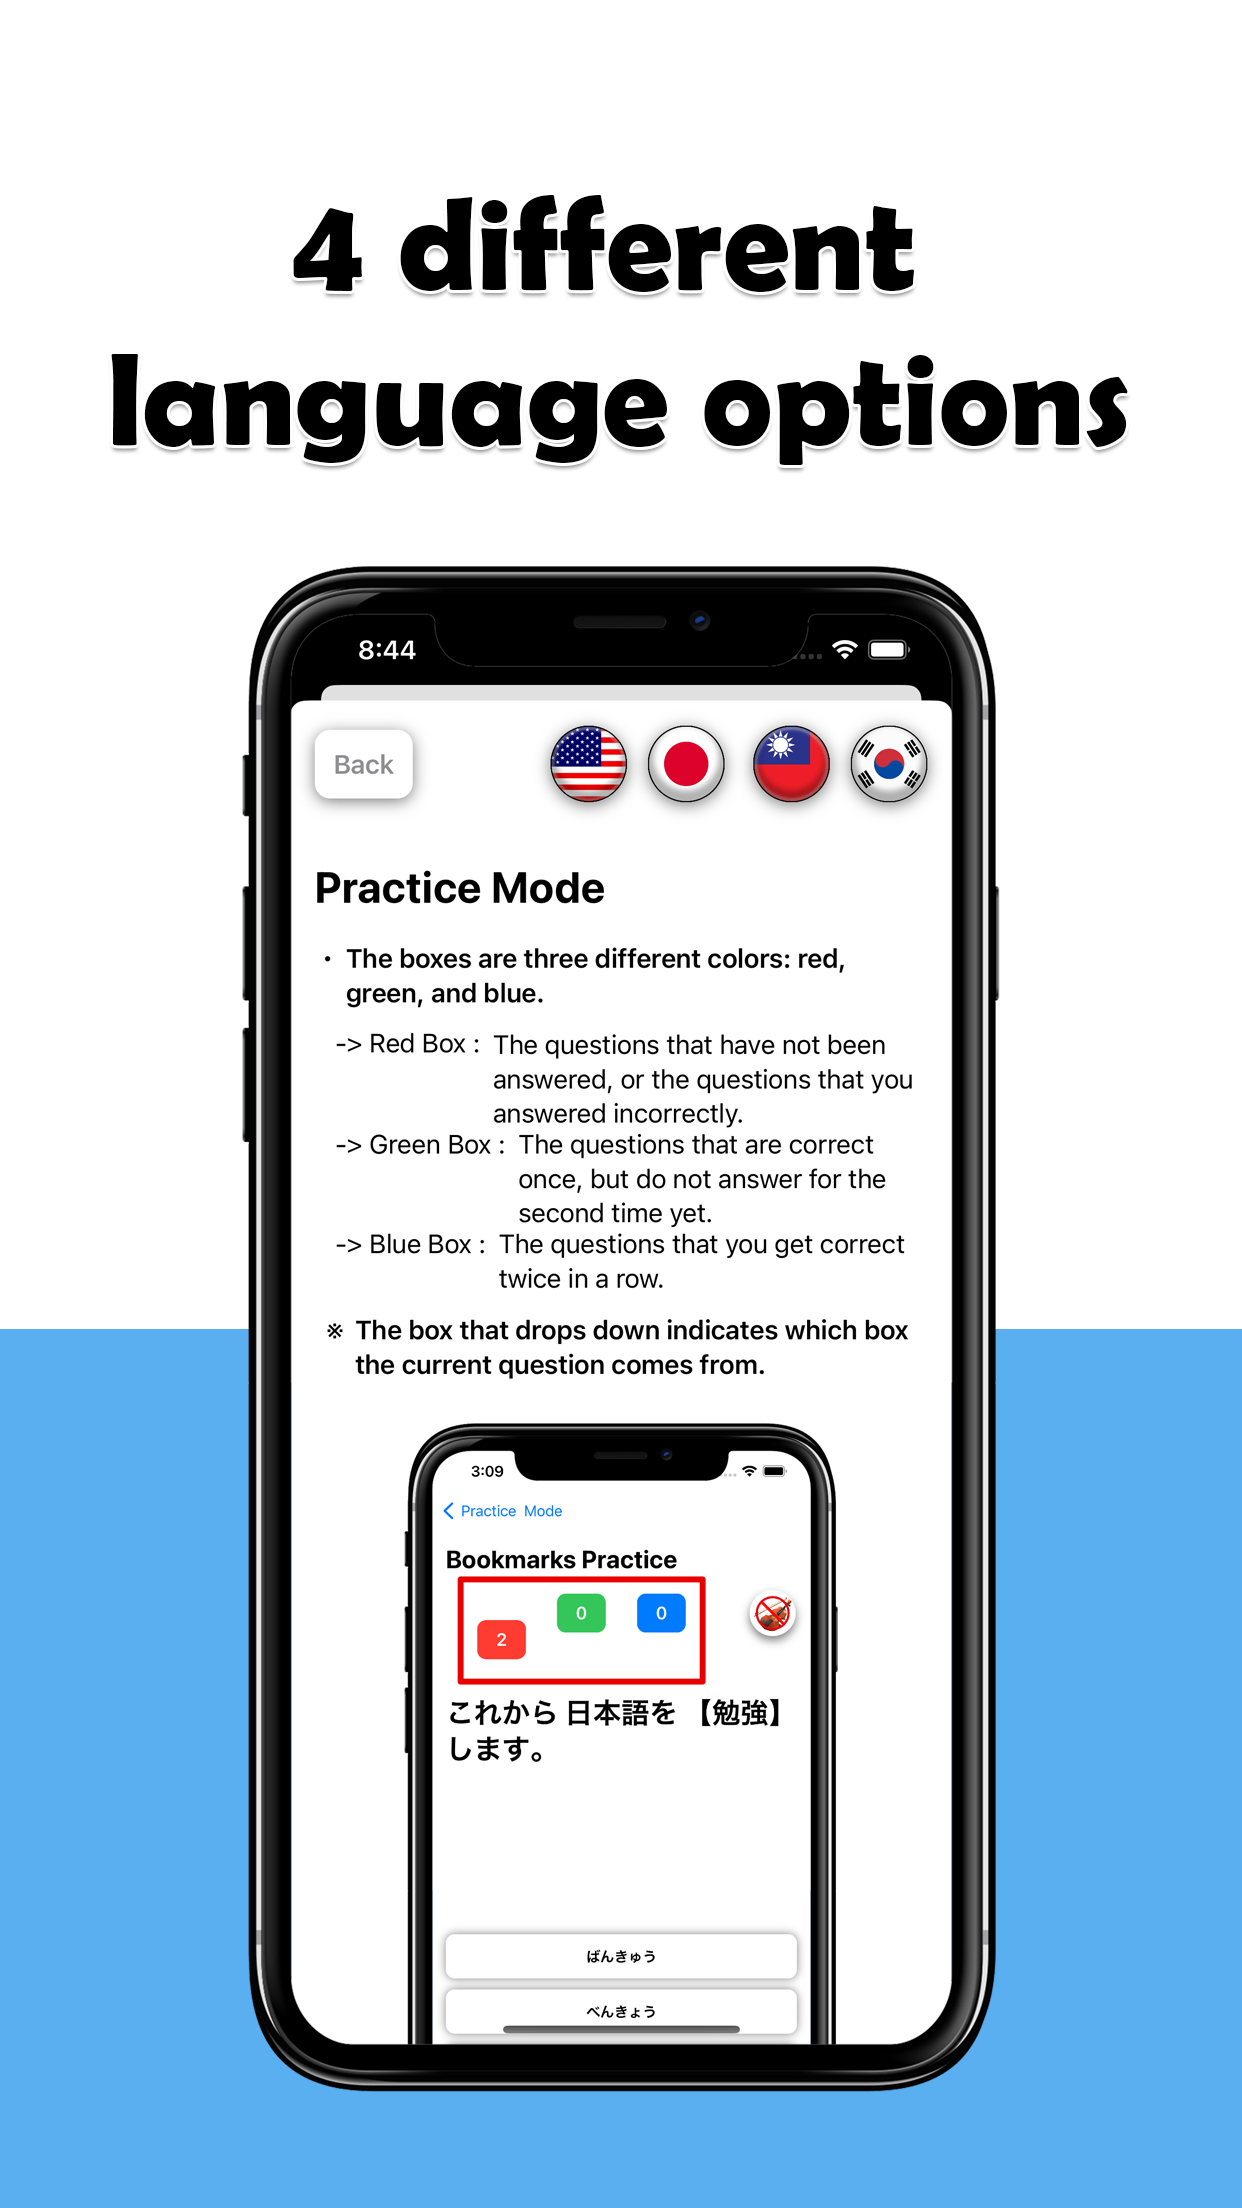 4 different
language options
8:44
Back
Practice Mode
・ The boxes are three different colors: red,
green, and blue.
-> Red Box : The questions that have not been
answered, or the questions that you
answered incorrectly.
-> Green Box : The questions that are correct
once, but do not answer for the
second time yet.
-> Blue Box : The questions that you get correct
twice in a row.
※ The box that drops down indicates which box
the current question comes from.
3:09
Practice Mode
Bookmarks Practice
2 0 0
これから 日本語を 【勉強】
します。
ばんきゅう
べんきょう